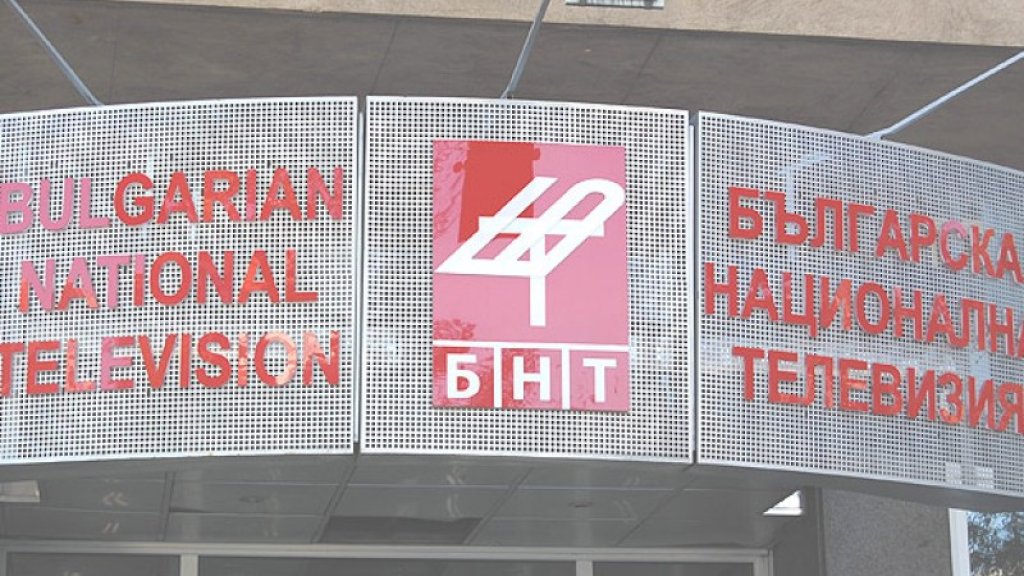 BULGARIAN
NATIONAL
TELEVISION
БНТ
БЪЛГАРСКА
НАЦИОНАЛНА
ТЕЛЕВИЗИЯ